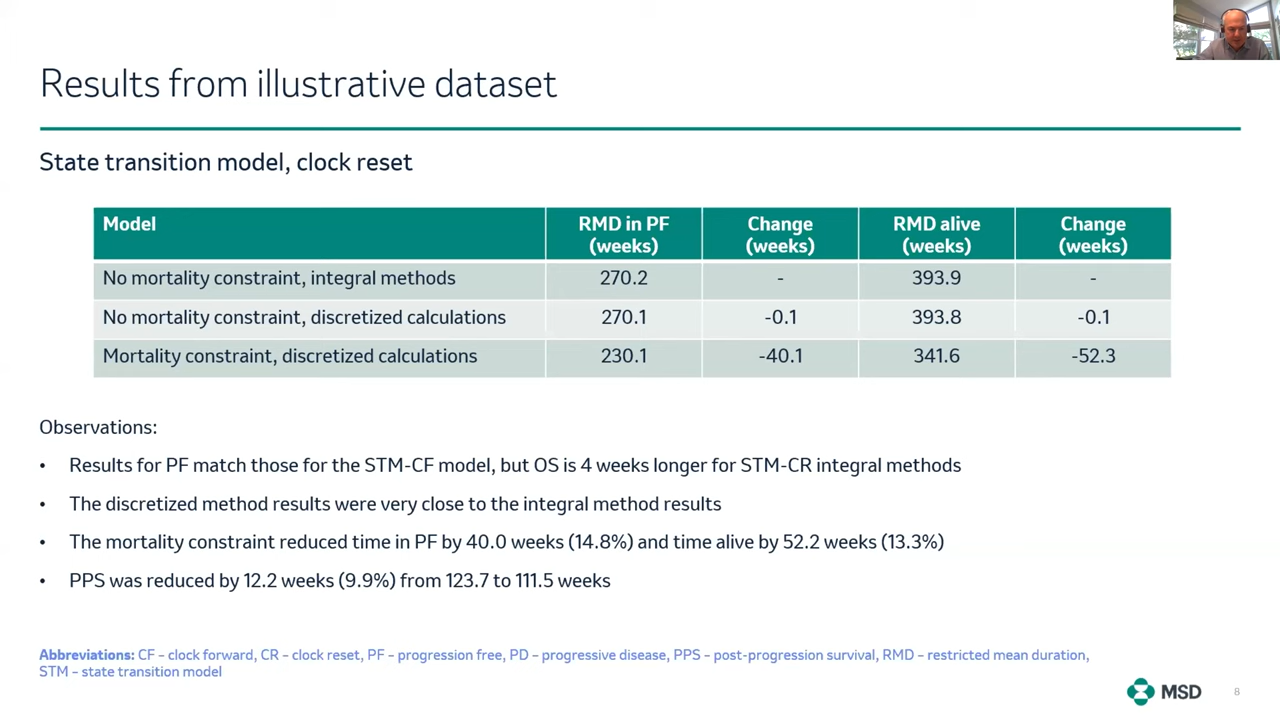 Results from illustrative dataset
State transition model, clock reset
Model RMD in PF (weeks) Change (weeks) RMD alive (weeks) Change (weeks)
No mortality constraint, integral methods 270.2 - 393.9 -
No mortality constraint, discretized calculations 270.1 -0.1 393.8 -0.1
Mortality constraint, discretized calculations 230.1 -40.1 341.6 -52.3
Observations:
• Results for PF match those for the STM-CF model, but OS is 4 weeks longer for STM-CR integral methods
• The discretized method results were very close to the integral method results
• The mortality constraint reduced time in PF by 40.0 weeks (14.8%) and time alive by 52.2 weeks (13.3%)
• PPS was reduced by 12.2 weeks (9.9%) from 123.7 to 111.5 weeks
Abbreviations: CF – clock forward, CR – clock reset, PF – progression free, PD – progressive disease, PPS – post-progression survival, RMD – restricted mean duration,
STM – state transition model
MSD 8